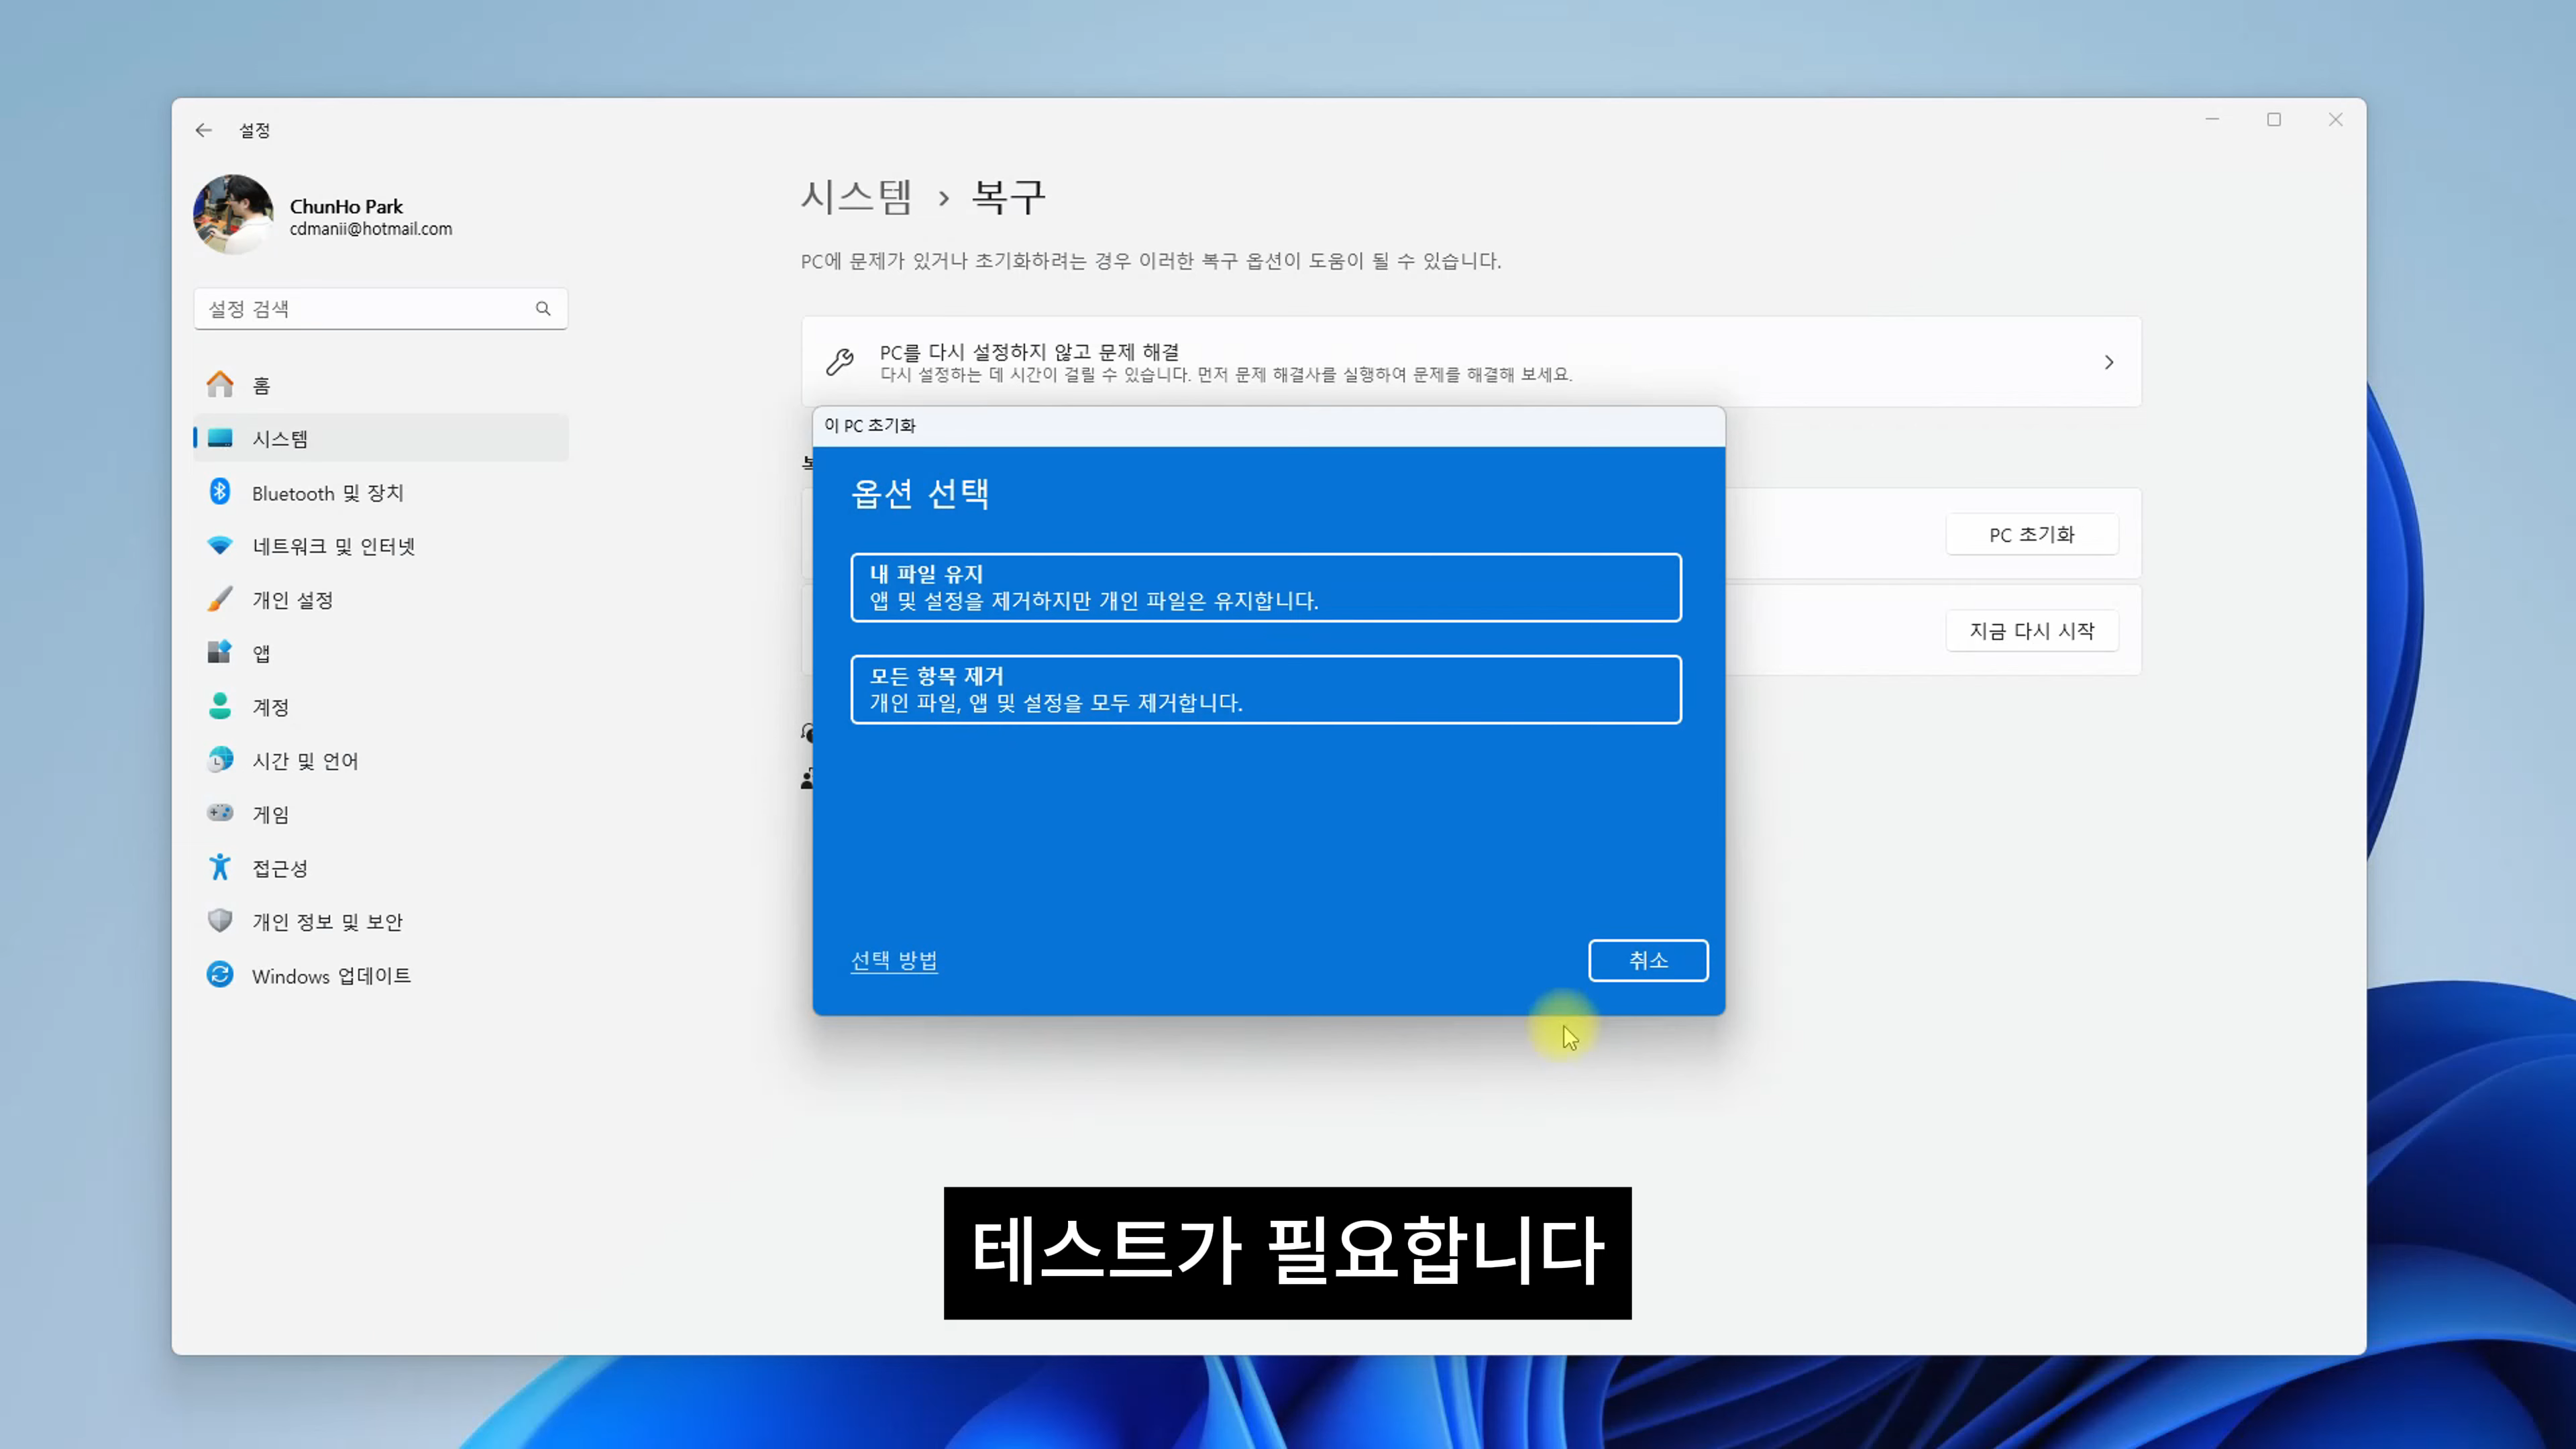 설정
ChunHo Park
cdmanii@hotmail.com
설정 검색
홈
시스템
Bluetooth 및 장치
네트워크 및 인터넷
개인 설정
앱
계정
시간 및 언어
게임
접근성
개인 정보 및 보안
Windows 업데이트
시스템 › 복구
PC에 문제가 있거나 초기화하려는 경우 이러한 복구 옵션이 도움이 될 수 있습니다.
PC를 다시 설정하지 않고 문제 해결
다시 설정하는 데 시간이 걸릴 수 있습니다. 먼저 문제 해결사를 실행하여 문제를 해결해 보세요.
PC 초기화
지금 다시 시작
이 PC 초기화
옵션 선택
내 파일 유지
앱 및 설정을 제거하지만 개인 파일은 유지합니다.
모든 항목 제거
개인 파일, 앱 및 설정을 모두 제거합니다.
선택 방법
취소
테스트가 필요합니다